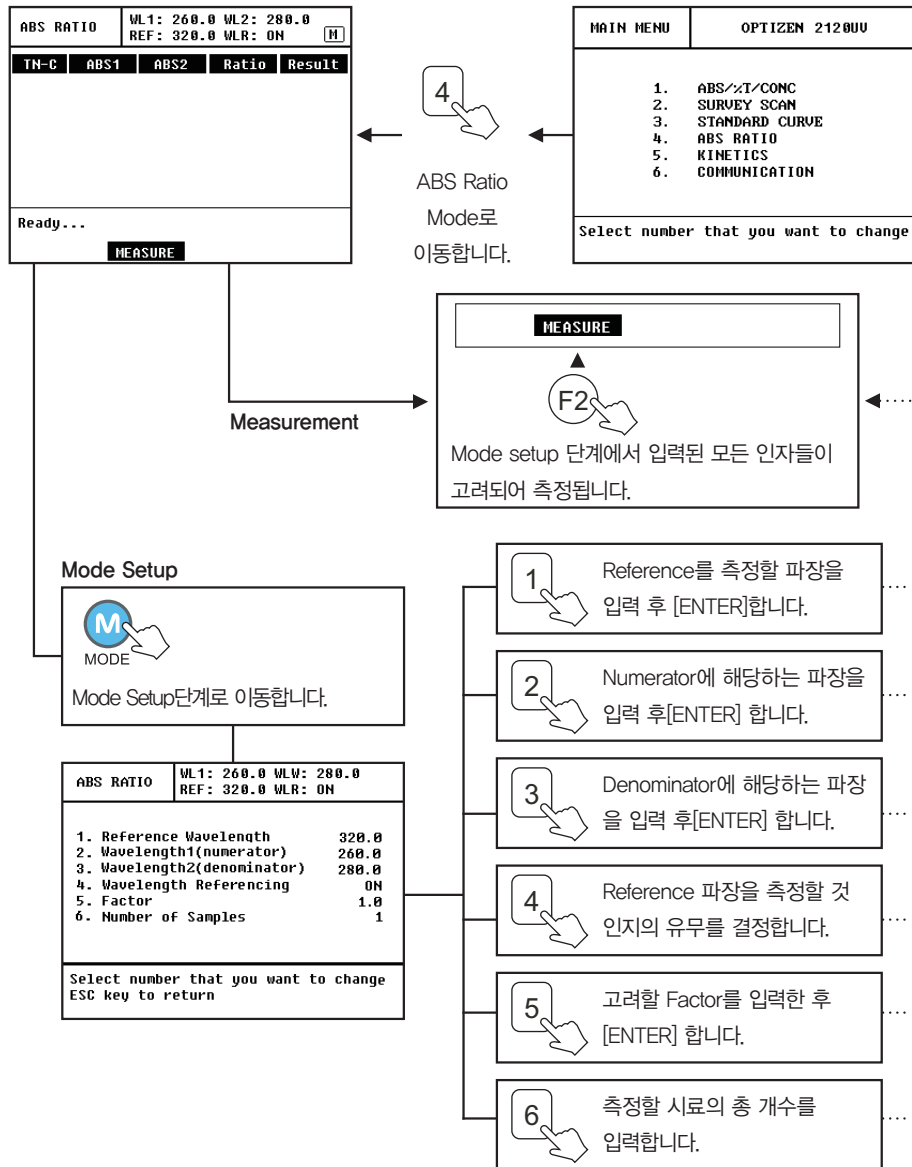 ABS RATIO
WL1: 260.0 WL2: 280.0
REF: 320.0 WLR: ON
M
TN-C ABS1 ABS2 Ratio Result
Ready...
MEASURE
4
ABS Ratio
Mode로
이동합니다.
MAIN MENU
OPTIZEN 2120UV
1. ABS/%T/CONC
2. SURVEY SCAN
3. STANDARD CURVE
4. ABS RATIO
5. KINETICS
6. COMMUNICATION
Select number that you want to change
Measurement
MEASURE
F2
Mode setup 단계에서 입력된 모든 인자들이
고려되어 측정됩니다.
Mode Setup
M
MODE
Mode Setup단계로 이동합니다.
ABS RATIO
WL1: 260.0 WLW: 280.0
REF: 320.0 WLR: ON
1. Reference Wavelength 320.0
2. Wavelength1(numerator) 260.0
3. Wavelength2(denominator) 280.0
4. Wavelength Referencing ON
5. Factor 1.0
6. Number of Samples 1
Select number that you want to change
ESC key to return
1
Reference를 측정할 파장을
입력 후 [ENTER]합니다.
2
Numerator에 해당하는 파장을
입력 후[ENTER] 합니다.
3
Denominator에 해당하는 파장
을 입력 후[ENTER] 합니다.
4
Reference 파장을 측정할 것
인지의 유무를 결정합니다.
5
고려할 Factor를 입력한 후
[ENTER] 합니다.
6
측정할 시료의 총 개수를
입력합니다.